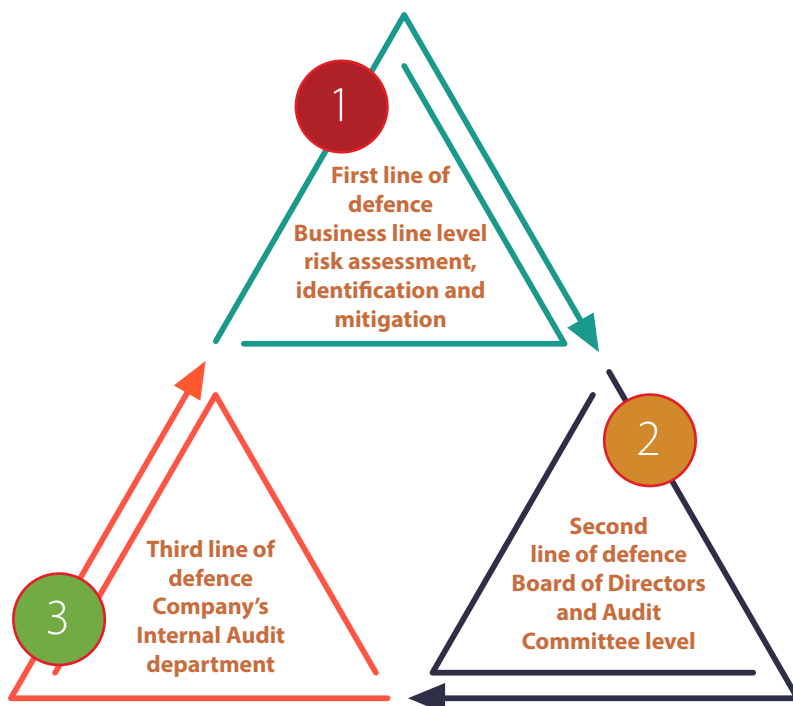 1
First line of
defence
Business line level
risk assessment,
identification and
mitigation
2
Second
line of defence
Board of Directors
and Audit
Committee level
3
Third line of
defence
Company’s
Internal Audit
department